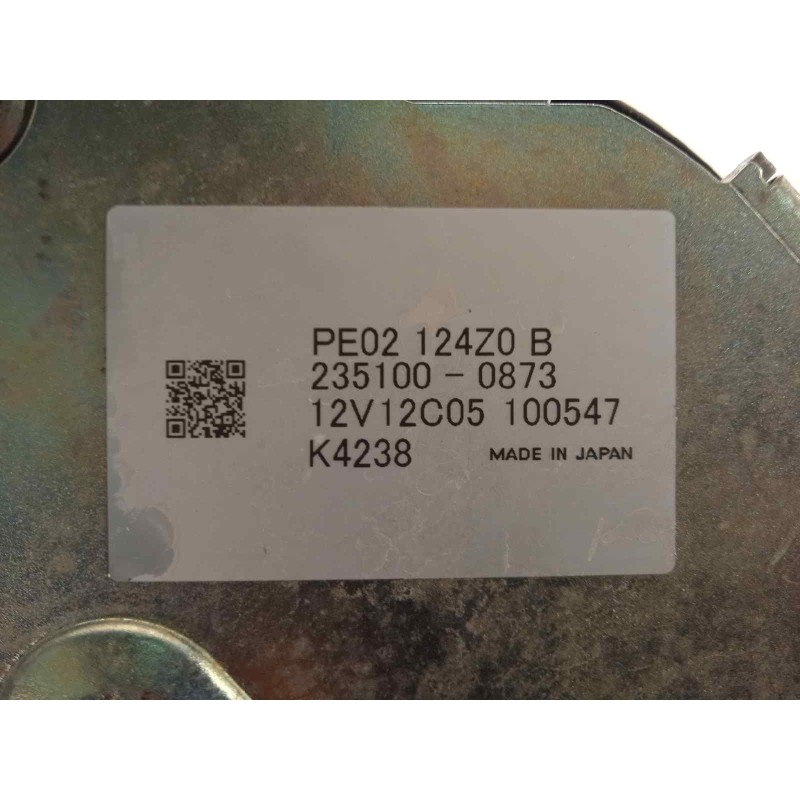 PE02 124Z0 B
235100 - 0873
12V12C05 100547
K4238 MADE IN JAPAN